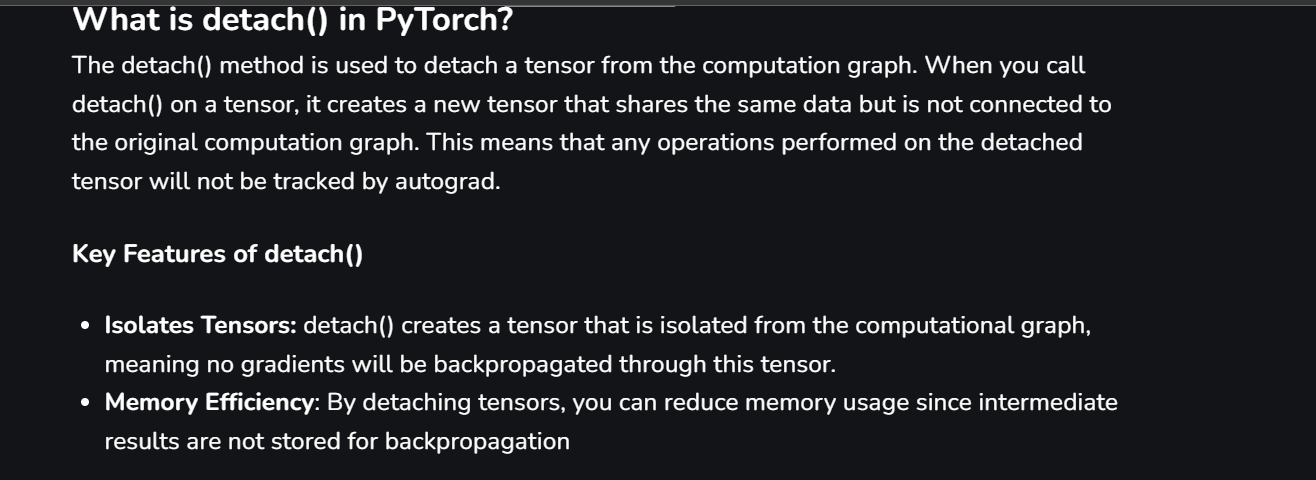 What is detach() in PyTorch?
The detach() method is used to detach a tensor from the computation graph. When you call
detach() on a tensor, it creates a new tensor that shares the same data but is not connected to
the original computation graph. This means that any operations performed on the detached
tensor will not be tracked by autograd.
Key Features of detach()
• Isolates Tensors: detach() creates a tensor that is isolated from the computational graph,
meaning no gradients will be backpropagated through this tensor.
• Memory Efficiency: By detaching tensors, you can reduce memory usage since intermediate
results are not stored for backpropagation